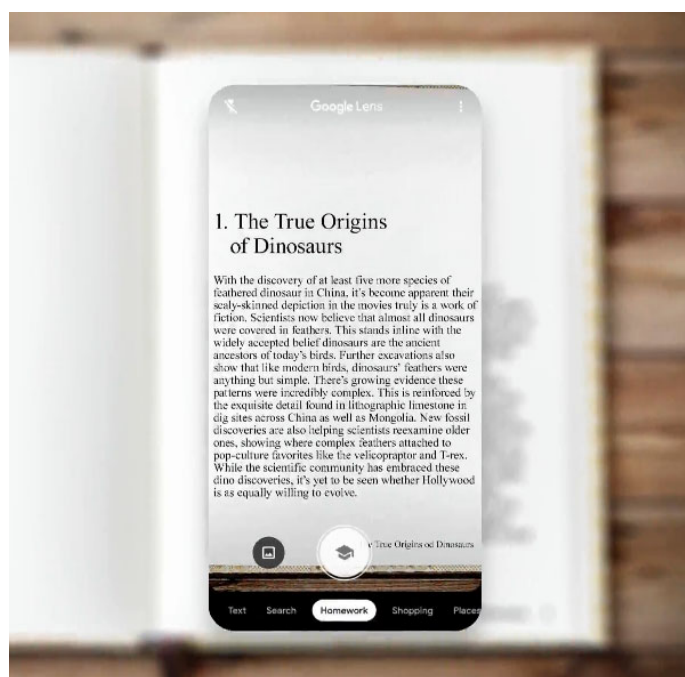 Google Lens
1. The True Origins
of Dinosaurs
With the discovery of at least five more species of
feathered dinosaur in China, it's become apparent their
scaly-skinned depiction in the movies truly is a work of
fiction. Scientists now believe that almost all dinosaurs
were covered in feathers. This stands inline with the
widely accepted belief dinosaurs are the ancient
ancestors of today's birds. Further excavations also
show that like modern birds, dinosaurs' feathers were
anything but simple. There's growing evidence these
patterns were incredibly complex. This is reinforced by
the exquisite detail found in lithographic limestone in
dig sites across China as well as Mongolia. New fossil
discoveries are also helping scientists reexamine older
ones, showing where complex feathers attached to
pop-culture favorites like the velicopraptor and T-rex.
While the scientific community has embraced these
dino discoveries, it's yet to be seen whether Hollywood
is as equally willing to evolve.
True Origins od Dinosaurs
Text Search Homework Shopping Places